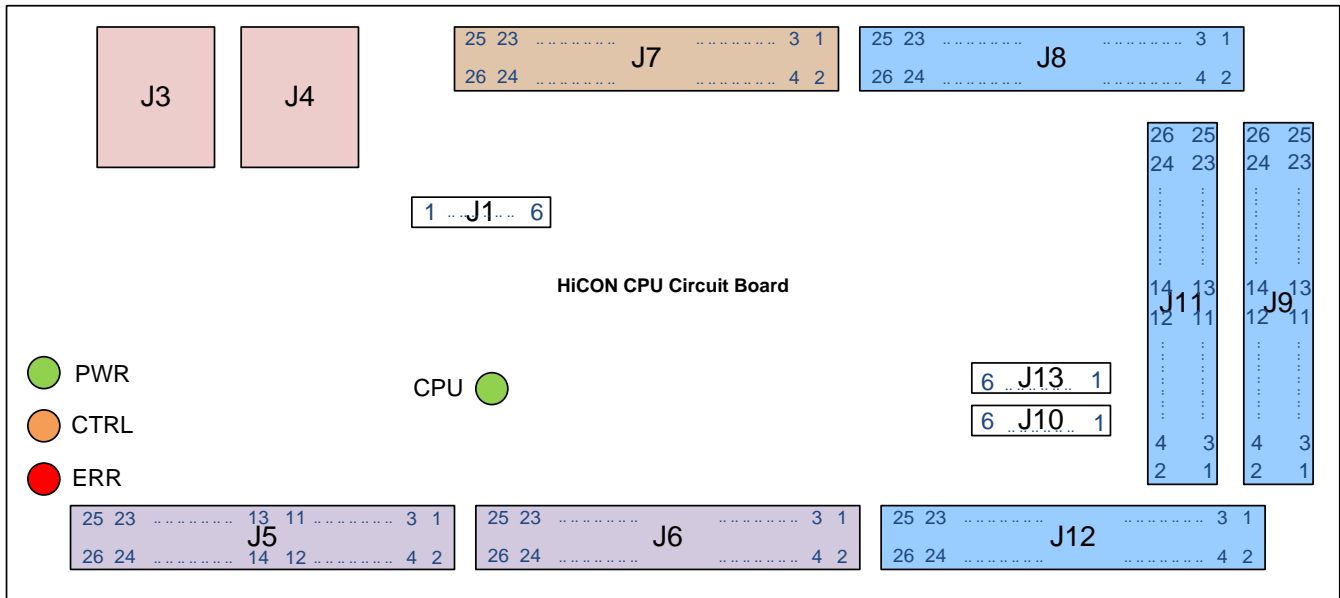 25 23 .. .. .. .. .. .. .. .. .. .. .. .. .. .. 3 1
J7
26 24 .. .. .. .. .. .. .. .. .. .. .. .. .. .. 4 2
25 23 .. .. .. .. .. .. .. .. .. .. .. .. .. .. 3 1
J8
26 24 .. .. .. .. .. .. .. .. .. .. .. .. .. .. 4 2
J3
J4
1 .. .. .. .. .. .. 6
J1
26 25
24 23
14 13
J11
12 11
4 3
2 1
26 25
24 23
14 13
J9
12 11
4 3
2 1
HiCON CPU Circuit Board
PWR
CPU
CTRL
ERR
6 .. .. .. .. .. .. 1
J13
6 .. .. .. .. .. .. 1
J10
25 23 .. .. .. .. .. .. .. 13 11 .. .. .. .. .. .. .. 3 1
J5
26 24 .. .. .. .. .. .. .. 14 12 .. .. .. .. .. .. .. 4 2
25 23 .. .. .. .. .. .. .. .. .. .. .. .. .. .. 3 1
J6
26 24 .. .. .. .. .. .. .. .. .. .. .. .. .. .. 4 2
25 23 .. .. .. .. .. .. .. .. .. .. .. .. .. .. 3 1
J12
26 24 .. .. .. .. .. .. .. .. .. .. .. .. .. .. 4 2